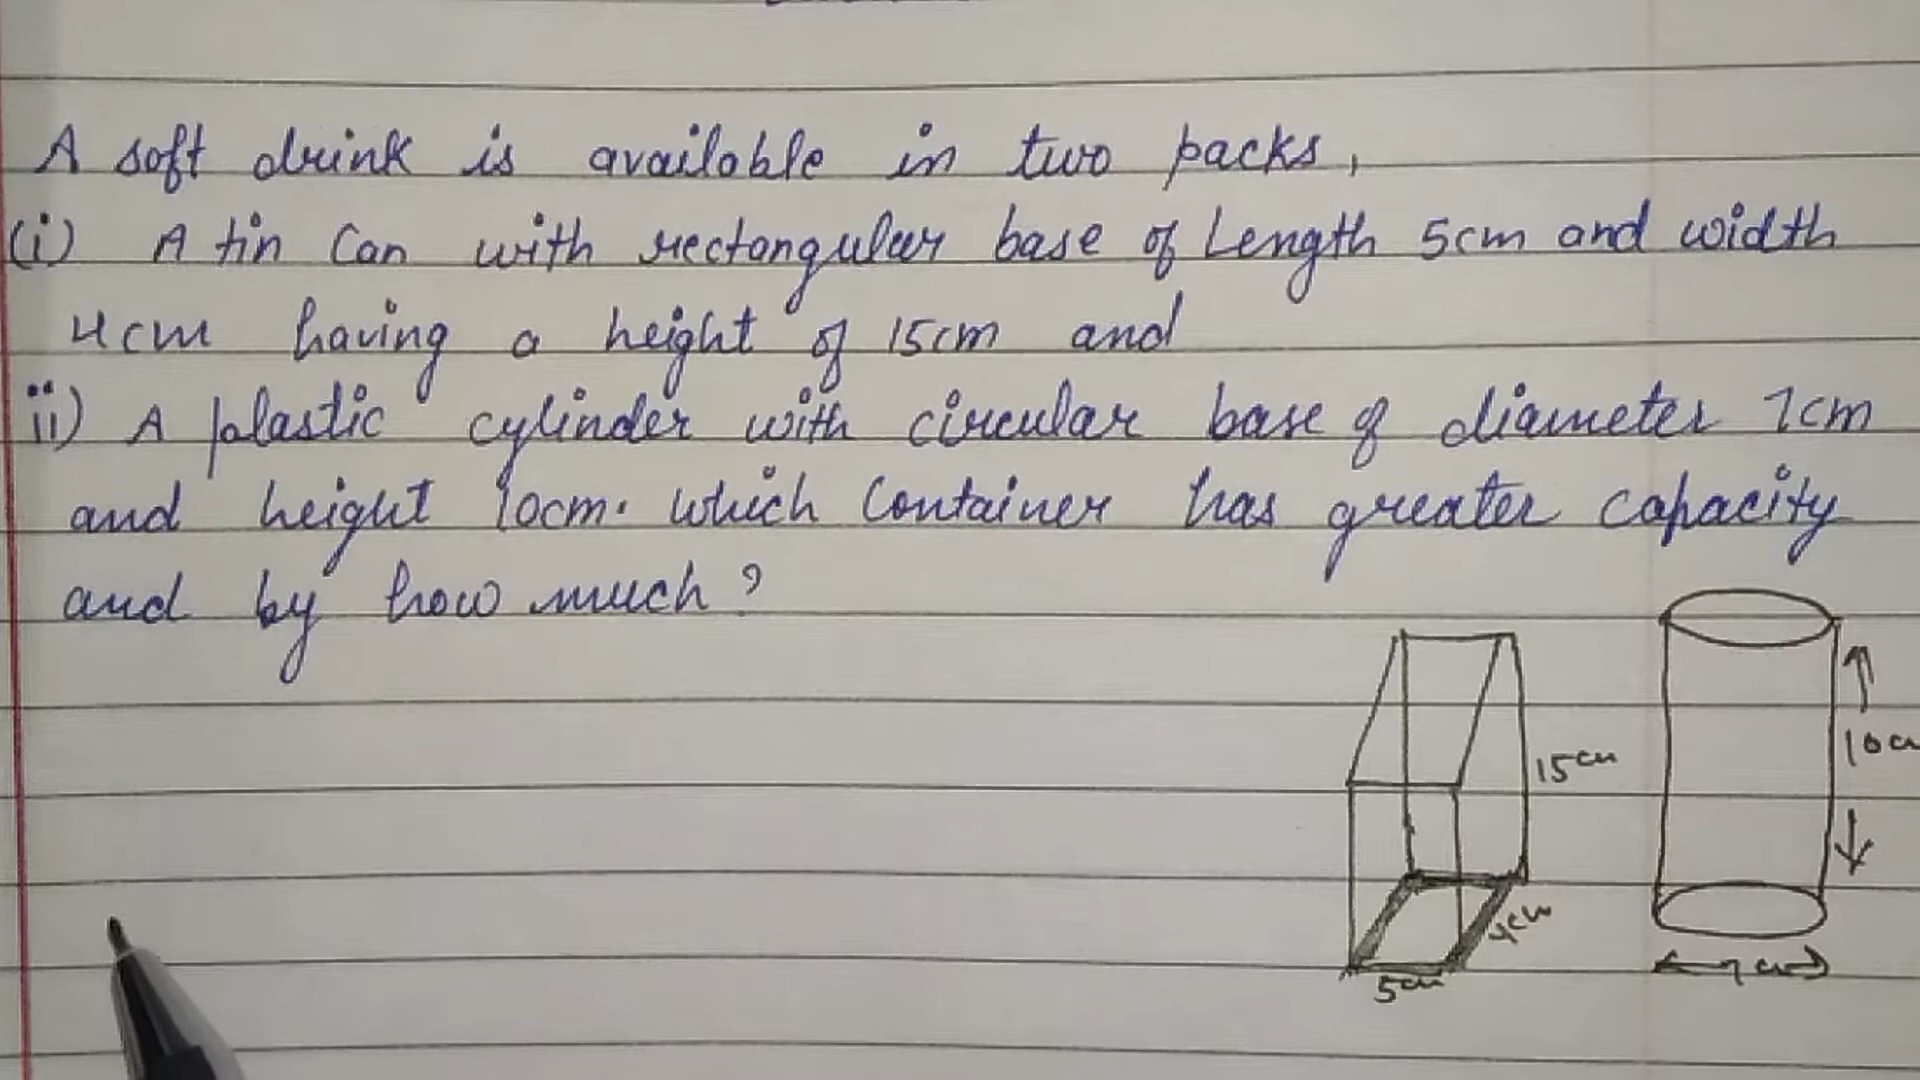 A soft drink is available in two packs,
(i) A tin Can with rectangular base of Length 5cm and width
4cm having a height of 15cm and
ii) A plastic cylinder with circular base of diameter 7cm
and height 10cm. which Container has greater capacity
and by how much?
15cm
10c
4cm
5cm
7cm